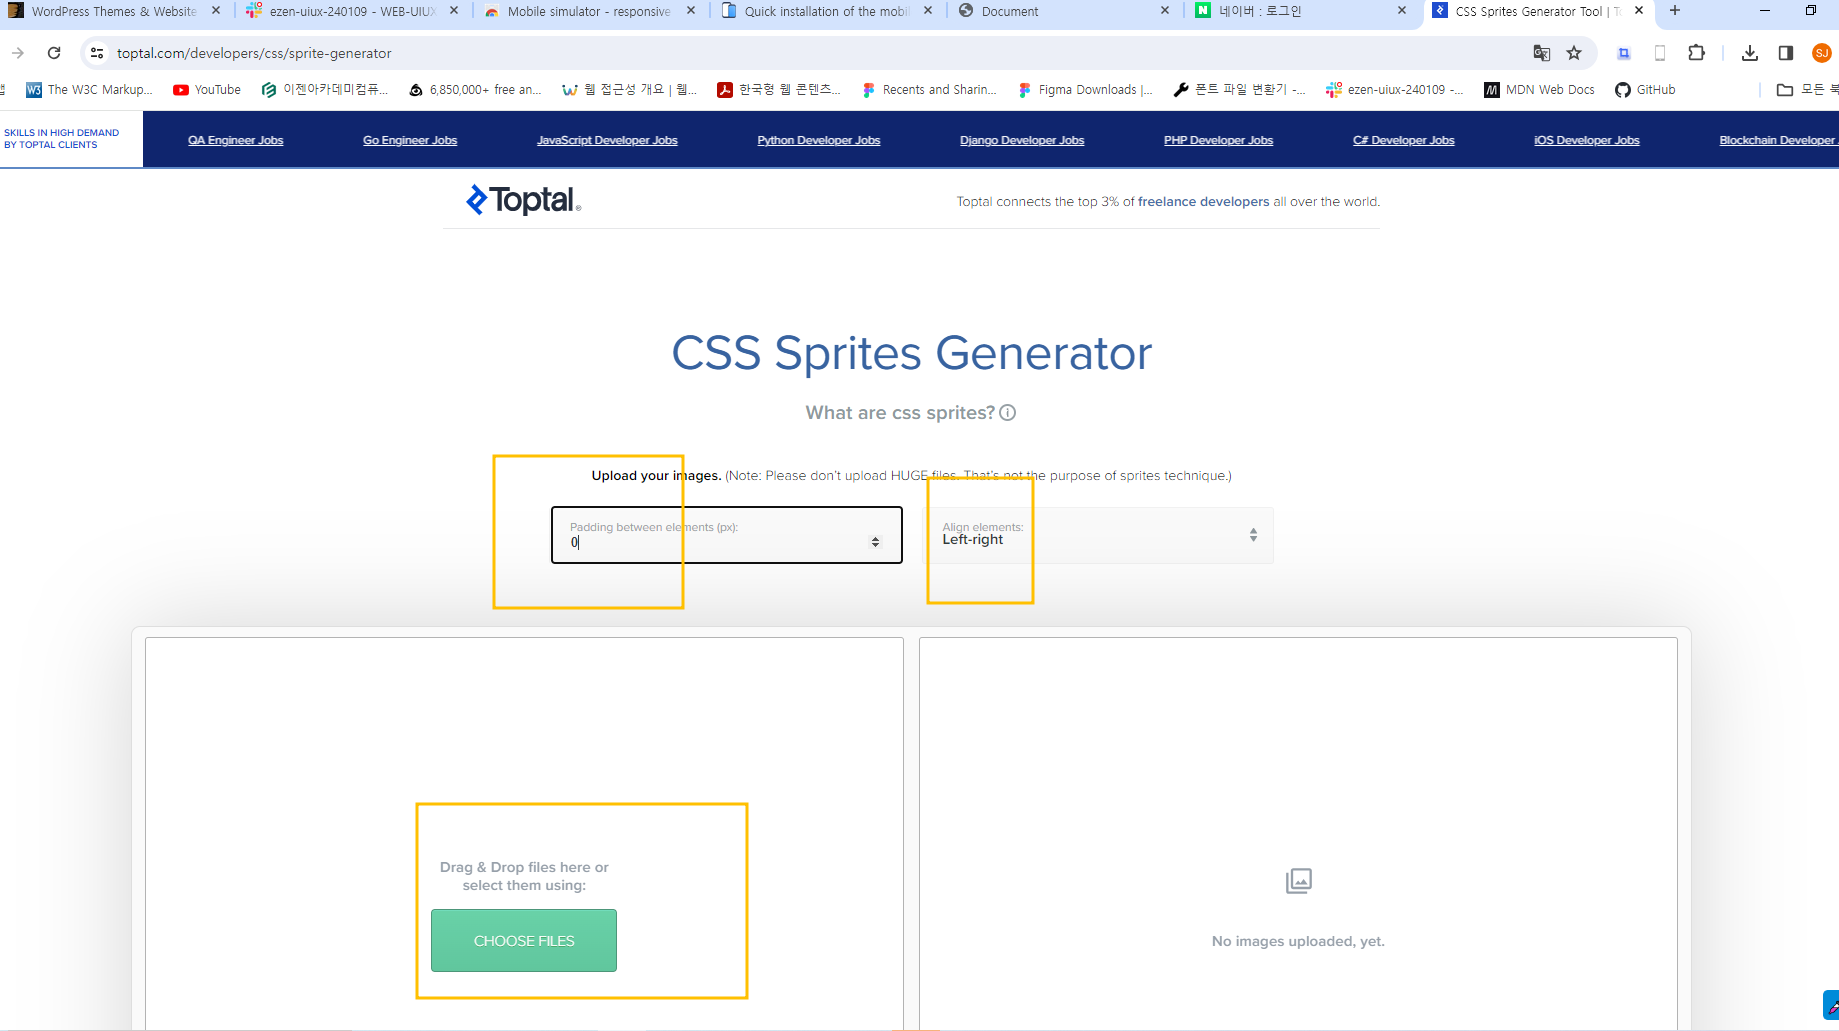 WordPress Themes & Website
ezen-uiux-240109 - WEB-UIUX
Mobile simulator - responsive
Quick installation of the mobil
Document
네이버 : 로그인
CSS Sprites Generator Tool | T
toptal.com/developers/css/sprite-generator
SJ
The W3C Markup...
YouTube
이젠아카데미컴퓨...
6,850,000+ free an...
웹 접근성 개요 | 웹...
한국형 웹 콘텐츠...
Recents and Sharin...
Figma Downloads |...
폰트 파일 변환기 -...
ezen-uiux-240109 -...
MDN Web Docs
GitHub
모든 북
SKILLS IN HIGH DEMAND
BY TOPTAL CLIENTS
QA Engineer Jobs
Go Engineer Jobs
JavaScript Developer Jobs
Python Developer Jobs
Django Developer Jobs
PHP Developer Jobs
C# Developer Jobs
iOS Developer Jobs
Blockchain Developer
Toptal®
Toptal connects the top 3% of freelance developers all over the world.
CSS Sprites Generator
What are css sprites?
Upload your images. (Note: Please don't upload HUGE files. That's not the purpose of sprites technique.)
Padding between elements (px):
0
Align elements:
Left-right
Drag & Drop files here or
select them using:
CHOOSE FILES
No images uploaded, yet.